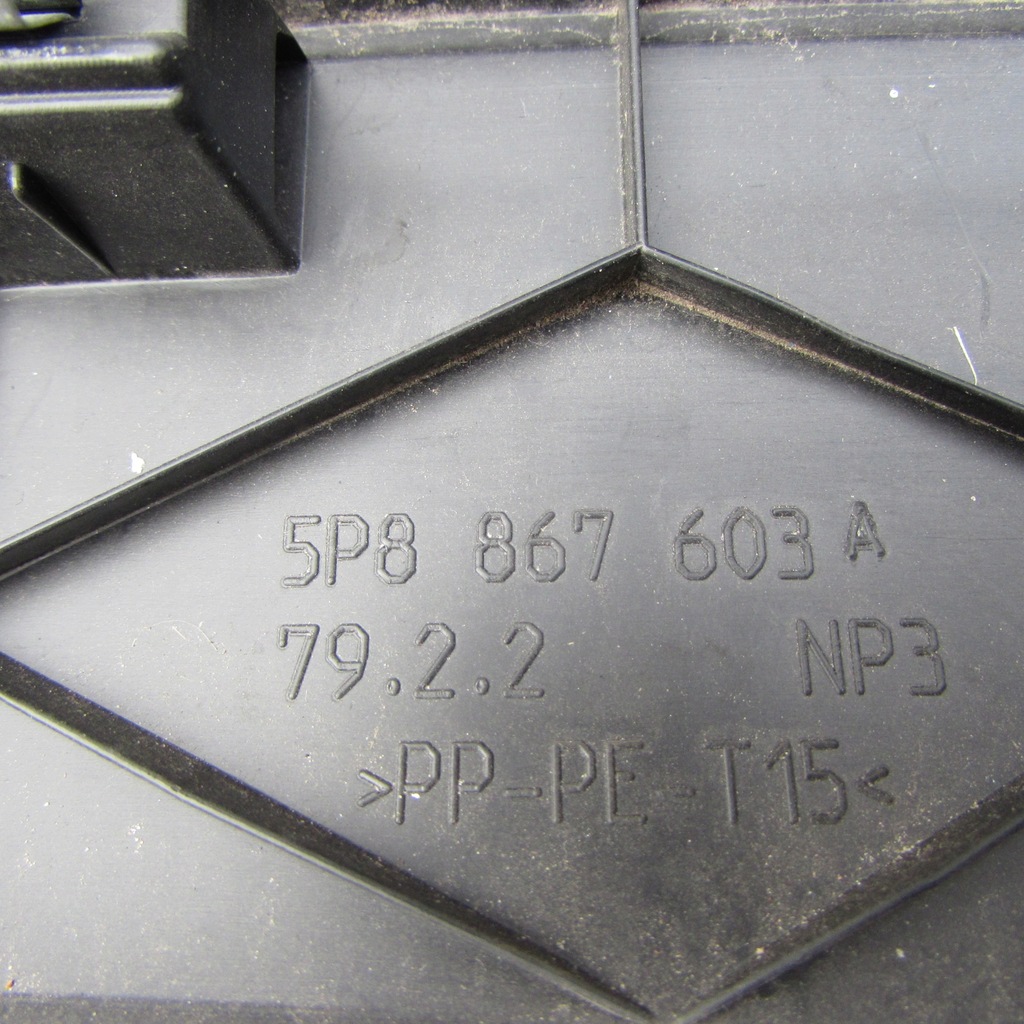 5P8 867 603 A
79.2.2 NP3
>PP-PE-T15<